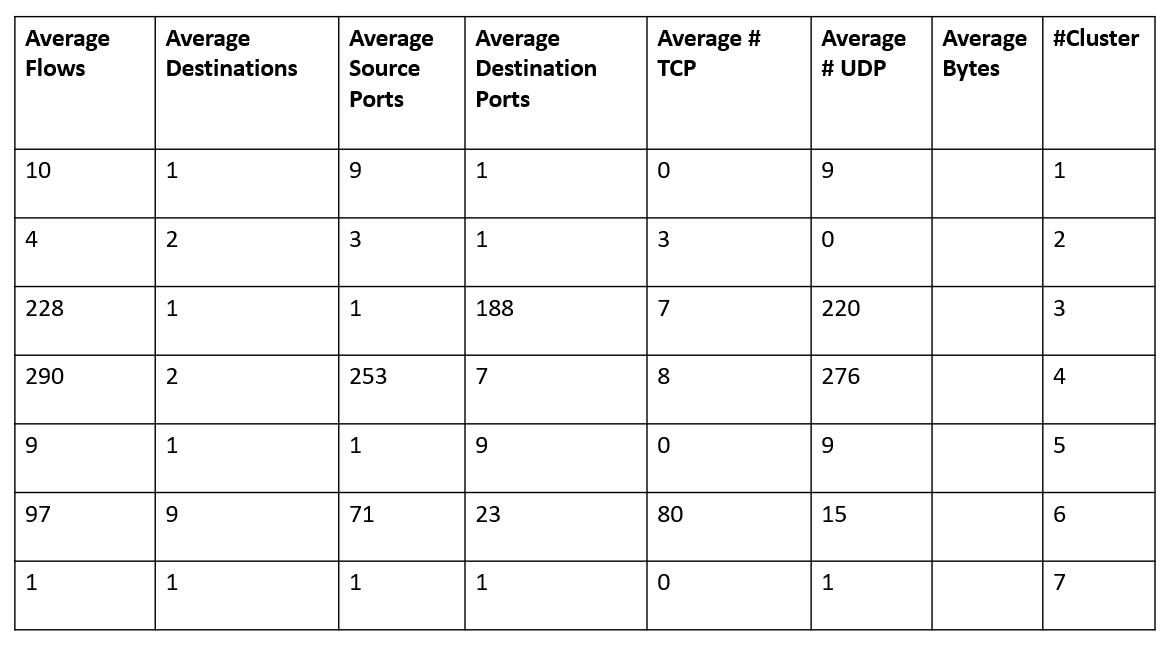 Average Flows | Average Destinations | Average Source Ports | Average Destination Ports | Average # TCP | Average # UDP | Average Bytes | #Cluster
10 | 1 | 9 | 1 | 0 | 9 | | 1
4 | 2 | 3 | 1 | 3 | 0 | | 2
228 | 1 | 1 | 188 | 7 | 220 | | 3
290 | 2 | 253 | 7 | 8 | 276 | | 4
9 | 1 | 1 | 9 | 0 | 9 | | 5
97 | 9 | 71 | 23 | 80 | 15 | | 6
1 | 1 | 1 | 1 | 0 | 1 | | 7